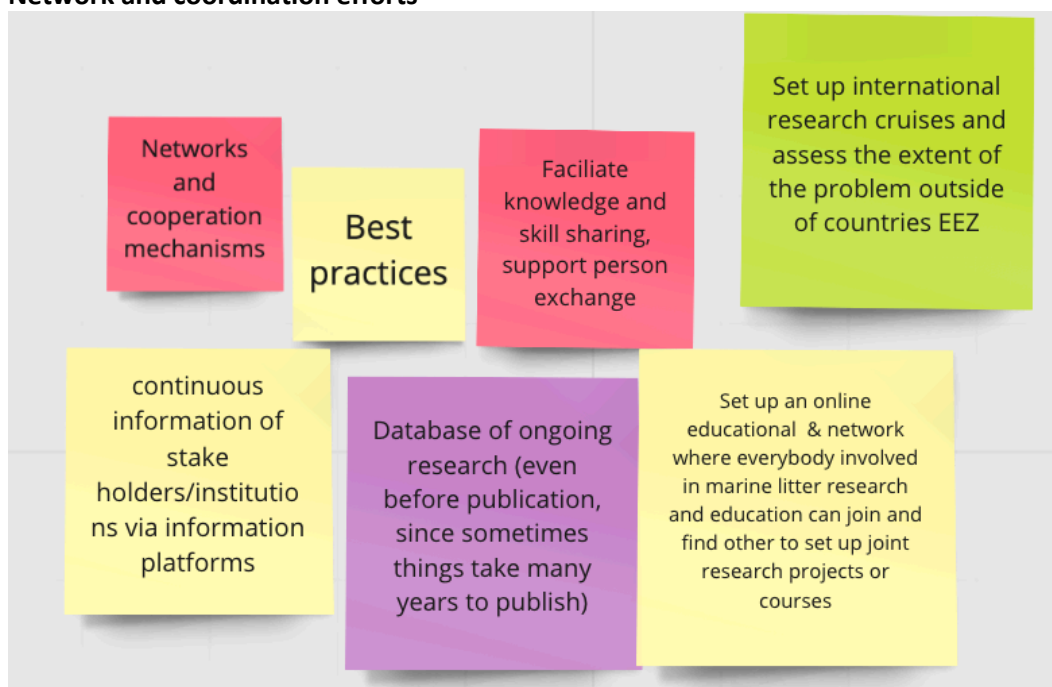 Network and coordination efforts
Networks
and
cooperation
mechanisms
Best
practices
Faciliate
knowledge and
skill sharing,
support person
exchange
Set up international
research cruises and
assess the extent of
the problem outside
of countries EEZ
continuous
information of
stake
holders/institutio
ns via information
platforms
Database of ongoing
research (even
before publication,
since sometimes
things take many
years to publish)
Set up an online
educational & network
where everybody involved
in marine litter research
and education can join and
find other to set up joint
research projects or
courses